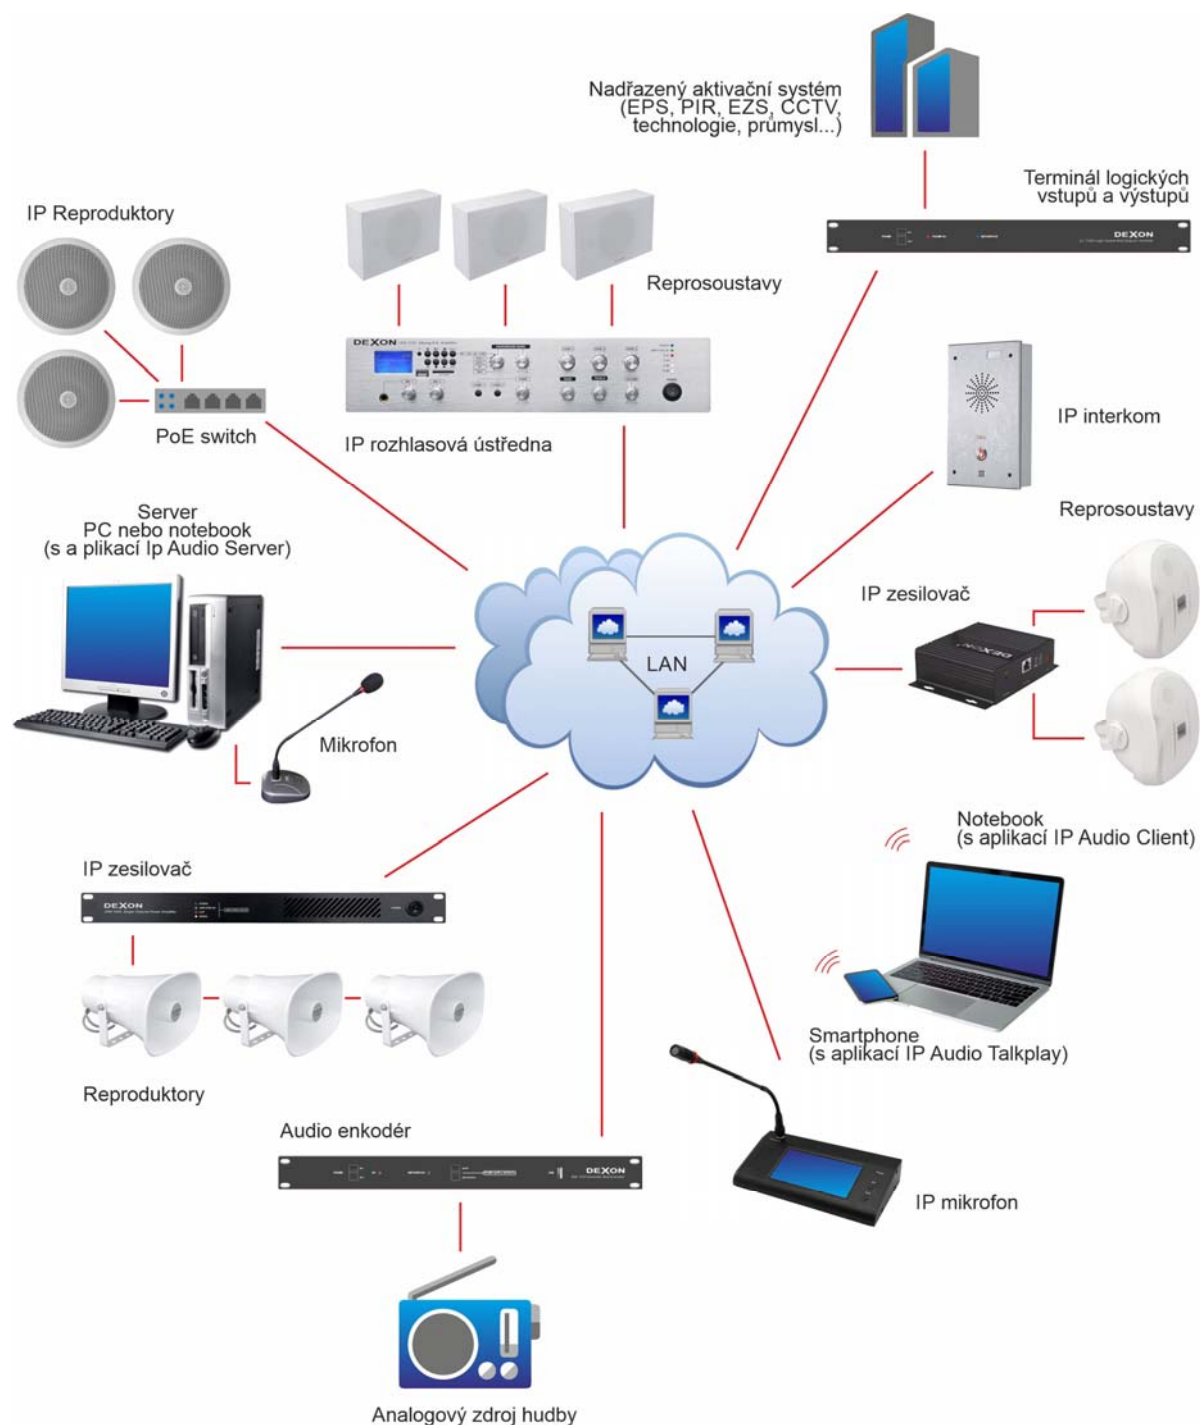 Nadřazený aktivační systém
(EPS, PIR, EZS, CCTV,
technologie, průmysl...)
Terminál logických
vstupů a výstupů
DEXON
IP Reproduktory
PoE switch
Reprosoustavy
DEXON
IP rozhlasová ústředna
IP interkom
Server
PC nebo notebook
(s a plikací Ip Audio Server)
Mikrofon
LAN
Reprosoustavy
IP zesilovač
DEXON
Notebook
(s aplikací IP Audio Client)
Smartphone
(s aplikací IP Audio Talkplay)
IP zesilovač
DEXON
Reproduktory
IP mikrofon
Audio enkodér
DEXON
Analogový zdroj hudby